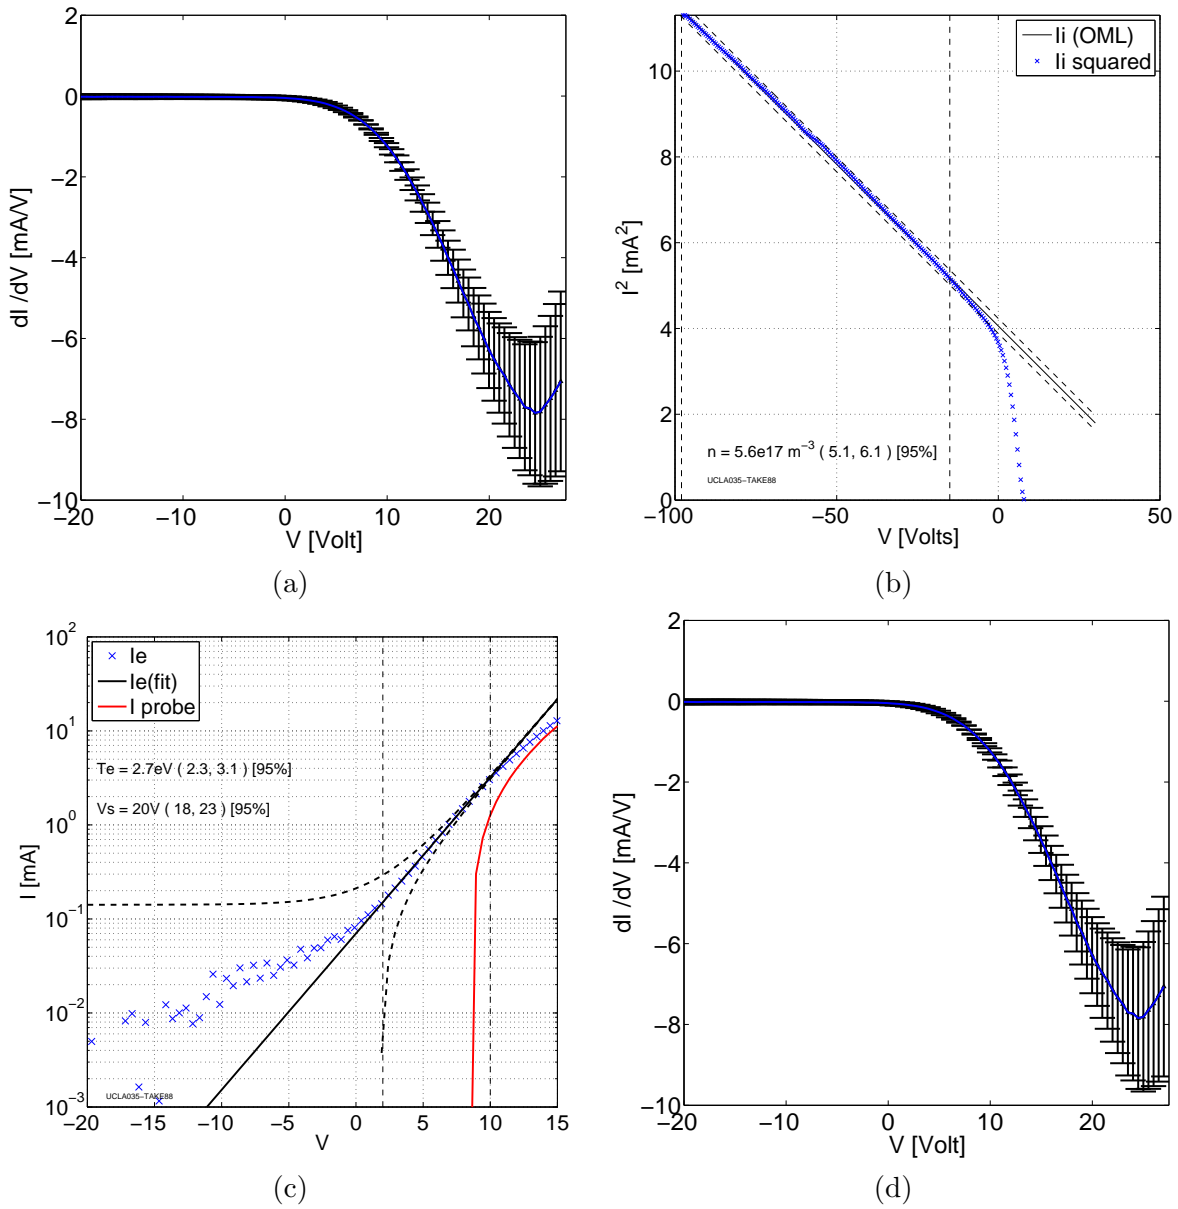 2
0
−2
−4
−6
−8
−10
−20
−10
0
10
20
dI /dV [mA/V]
V [Volt]
(a)
Ii (OML)
Ii squared
10
8
6
4
2
0
−100
−50
0
50
I² [mA²]
V [Volts]
n = 5.6e17 m⁻³ ( 5.1, 6.1 ) [95%]
UCLA035−TAKE88
(b)
Ie
Ie(fit)
I probe
10²
10¹
10⁰
10⁻¹
10⁻²
10⁻³
I [mA]
Te = 2.7eV ( 2.3, 3.1 ) [95%]
Vs = 20V ( 18, 23 ) [95%]
UCLA035−TAKE88
−20
−15
−10
−5
0
5
10
15
V
(c)
2
0
−2
−4
−6
−8
−10
−20
−10
0
10
20
dI /dV [mA/V]
V [Volt]
(d)